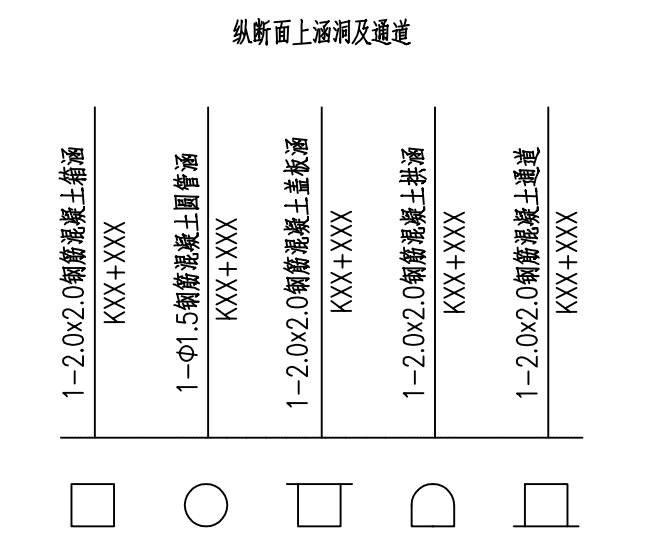 纵断面上涵洞及通道
1-2.0x2.0钢筋混凝土箱涵
KXX+XXX
1-Φ1.5钢筋混凝土圆管涵
KXX+XXX
1-2.0x2.0钢筋混凝土盖板涵
KXX+XXX
1-2.0x2.0钢筋混凝土拱涵
KXX+XXX
1-2.0x2.0钢筋混凝土通道
KXX+XXX